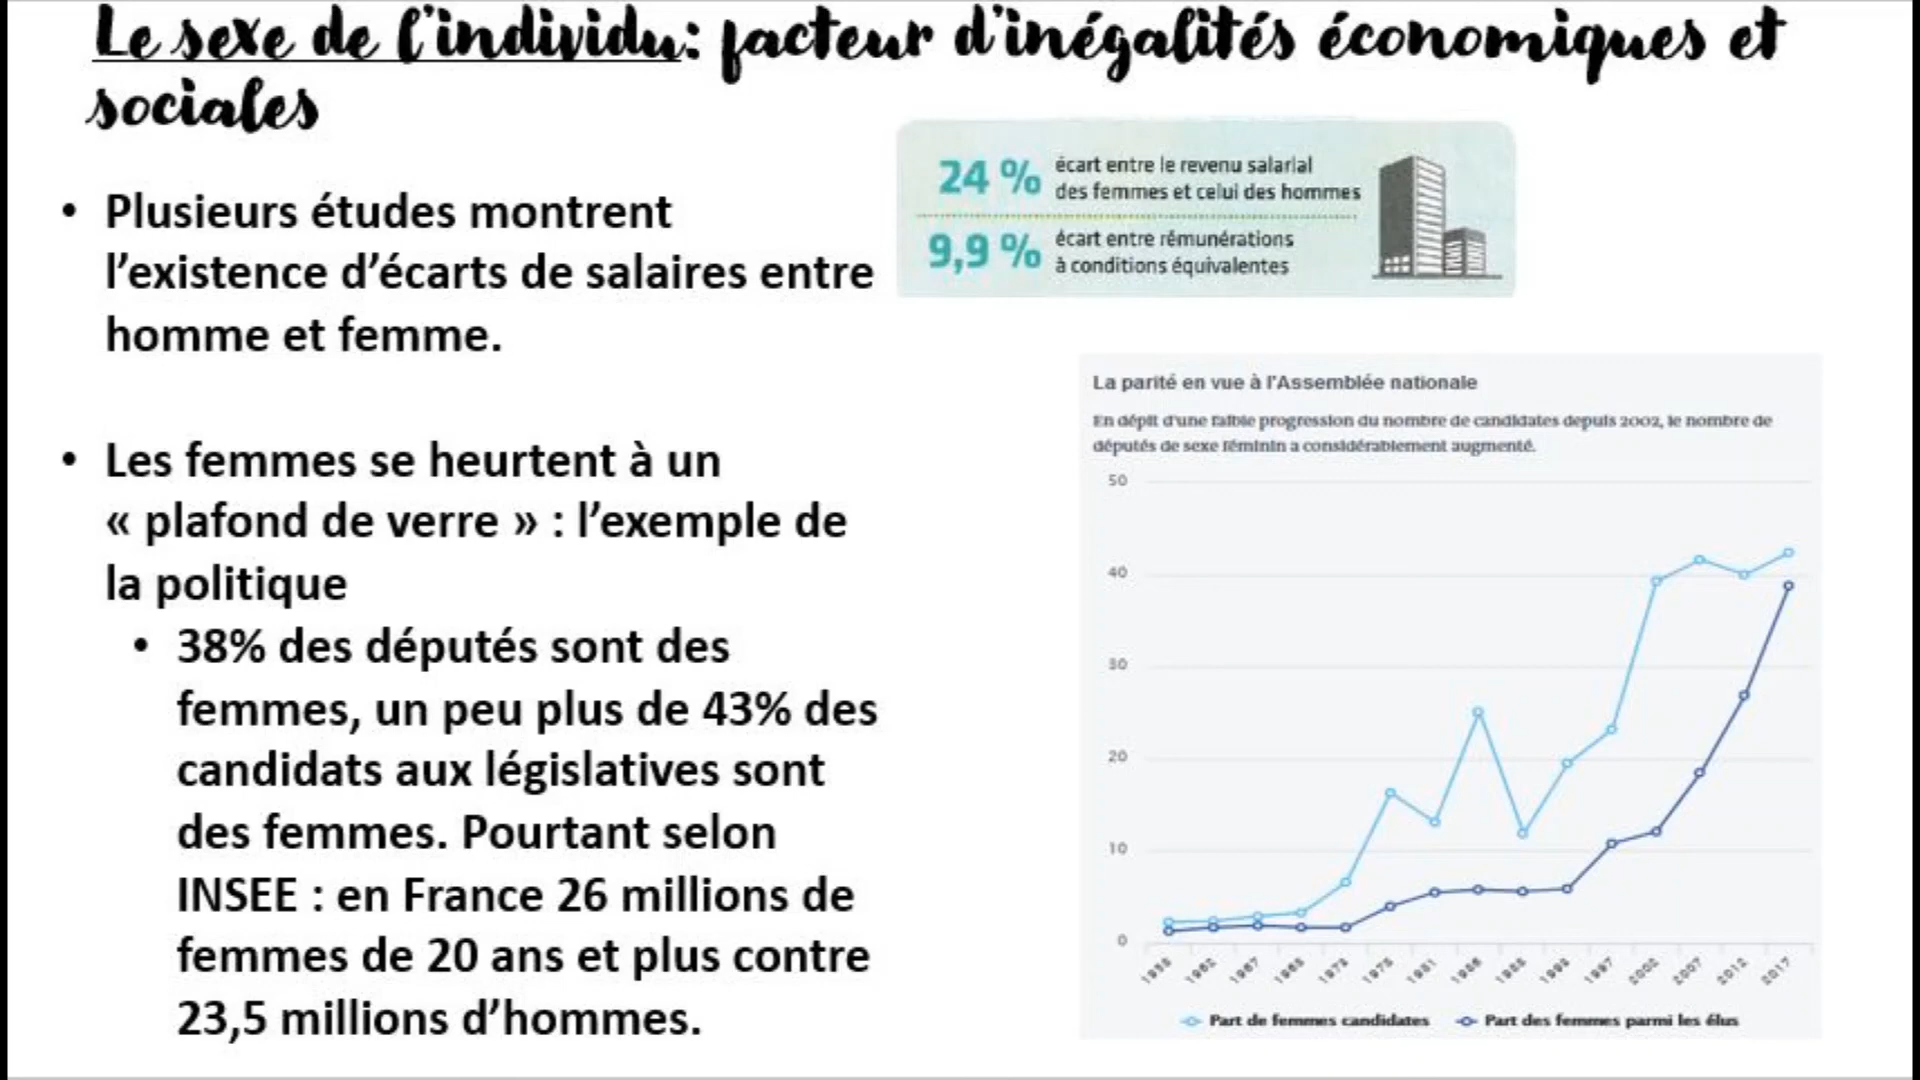 Le sexe de l'individu: facteur d'inégalités économiques et
sociales
• Plusieurs études montrent
l'existence d'écarts de salaires entre
homme et femme.
• Les femmes se heurtent à un
« plafond de verre » : l'exemple de
la politique
• 38% des députés sont des
femmes, un peu plus de 43% des
candidats aux législatives sont
des femmes. Pourtant selon
INSEE : en France 26 millions de
femmes de 20 ans et plus contre
23,5 millions d'hommes.
24 % écart entre le revenu salarial
des femmes et celui des hommes
9,9 % écart entre rémunérations
à conditions équivalentes
La parité en vue à l'Assemblée nationale
En dépit d'une faible progression du nombre de candidates depuis 2002, le nombre de
députés de sexe féminin a considérablement augmenté.
50
40
30
20
10
0
1962 1967 1981 1997 2002 2007 2012 2017
Part de femmes candidates Part des femmes parmi les élus